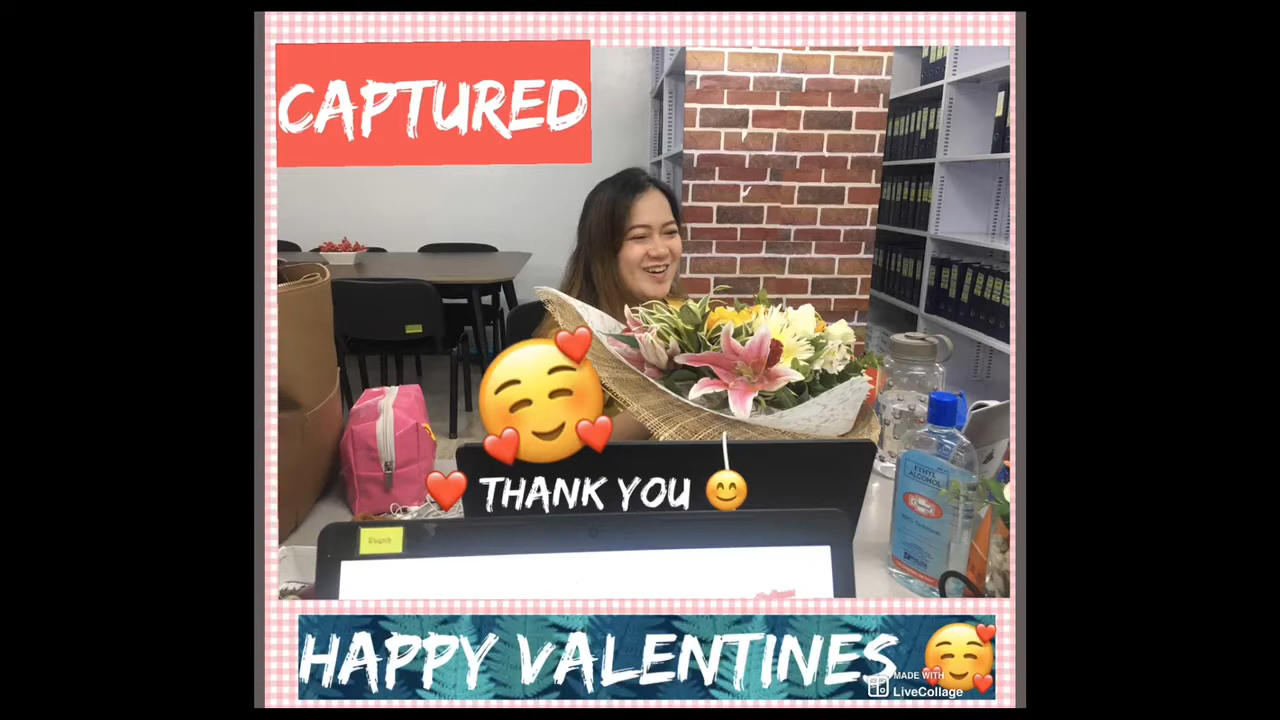 CAPTURED
❤️ THANK YOU 😊
ETHYL
ALCOHOL
HAPPY VALENTINES 🥰
MADE WITH
LiveCollage